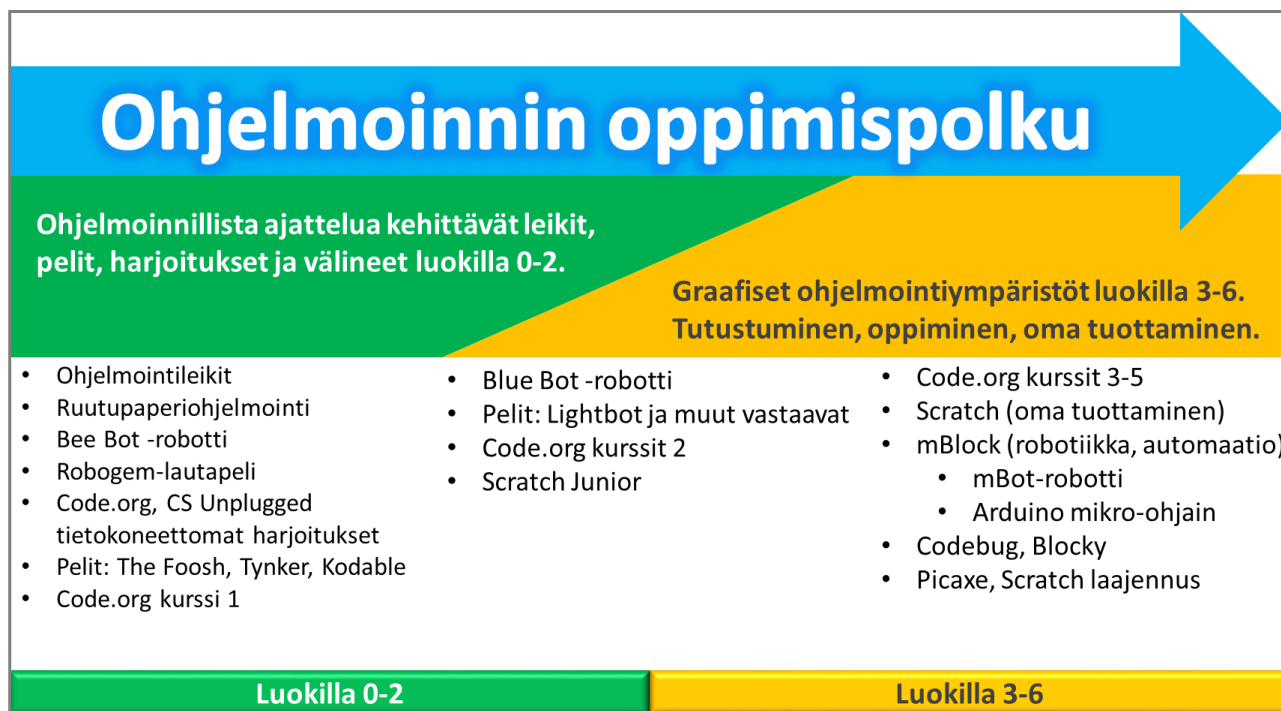 Ohjelmoinnin oppimispolku
Ohjelmoinnillista ajattelua kehittävät leikit,
pelit, harjoitukset ja välineet luokilla 0-2.
Graafiset ohjelmointiympäristöt luokilla 3-6.
Tutustuminen, oppiminen, oma tuottaminen.
• Ohjelmointileikit
• Ruutupaperiohjelmointi
• Bee Bot -robotti
• Robogem-lautapeli
• Code.org, CS Unplugged
tietokoneettomat harjoitukset
• Pelit: The Foosh, Tynker, Kodable
• Code.org kurssi 1
• Blue Bot -robotti
• Pelit: Lightbot ja muut vastaavat
• Code.org kurssit 2
• Scratch Junior
• Code.org kurssit 3-5
• Scratch (oma tuottaminen)
• mBlock (robotiikka, automaatio)
• mBot-robotti
• Arduino mikro-ohjain
• Codebug, Blocky
• Picaxe, Scratch laajennus
Luokilla 0-2
Luokilla 3-6